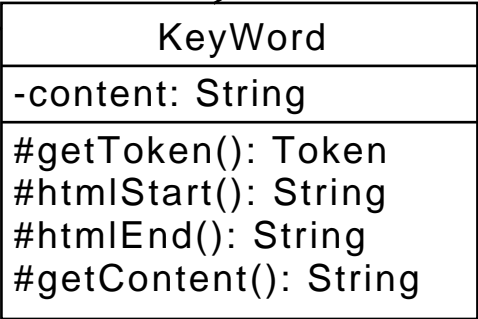 KeyWord
-content: String
#getToken(): Token
#htmlStart(): String
#htmlEnd(): String
#getContent(): String